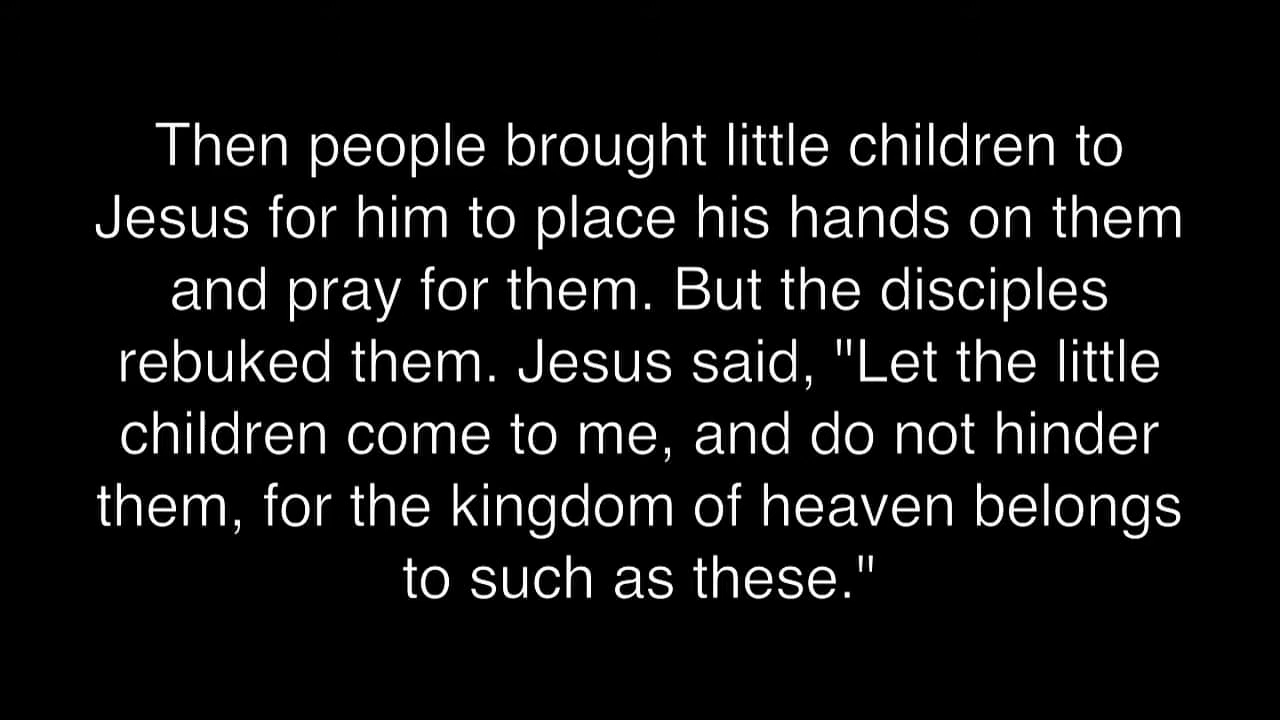 Then people brought little children to
Jesus for him to place his hands on them
and pray for them. But the disciples
rebuked them. Jesus said, "Let the little
children come to me, and do not hinder
them, for the kingdom of heaven belongs
to such as these."